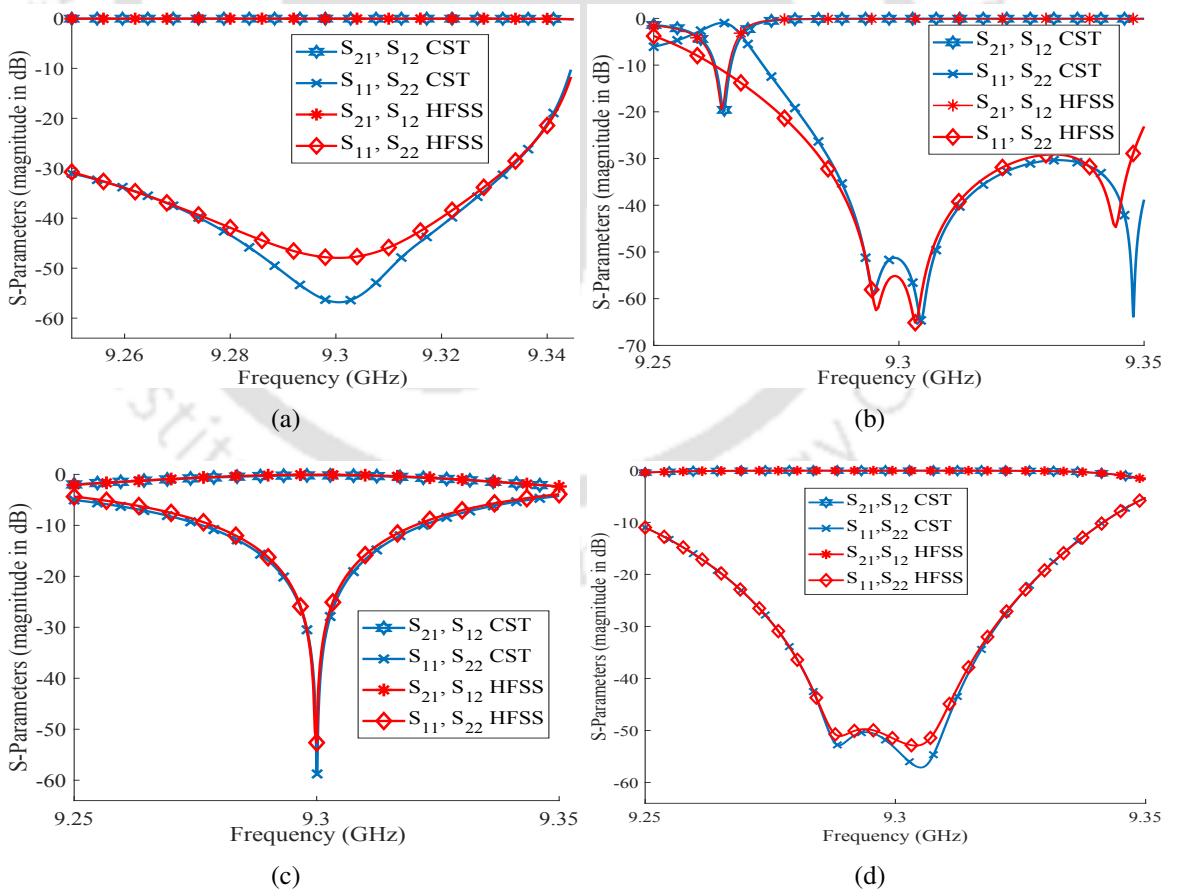 (a)
0
-10
-20
-30
-40
-50
-60
S-Parameters (magnitude in dB)
S21, S12 CST
S11, S22 CST
S21, S12 HFSS
S11, S22 HFSS
9.26
9.28
9.3
9.32
9.34
Frequency (GHz)
(a)
0
-10
-20
-30
-40
-50
-60
-70
S-Parameters (magnitude in dB)
S21, S12 CST
S11, S22 CST
S21, S12 HFSS
S11, S22 HFSS
9.25
9.3
9.35
Frequency (GHz)
(b)
0
-10
-20
-30
-40
-50
-60
S-Parameters (magnitude in dB)
S21, S12 CST
S11, S22 CST
S21, S12 HFSS
S11, S22 HFSS
9.25
9.3
9.35
Frequency (GHz)
(c)
0
-10
-20
-30
-40
-50
-60
S-Parameters (magnitude in dB)
S21,S12 CST
S11,S22 CST
S21,S12 HFSS
S11,S22 HFSS
9.25
9.3
9.35
Frequency (GHz)
(d)